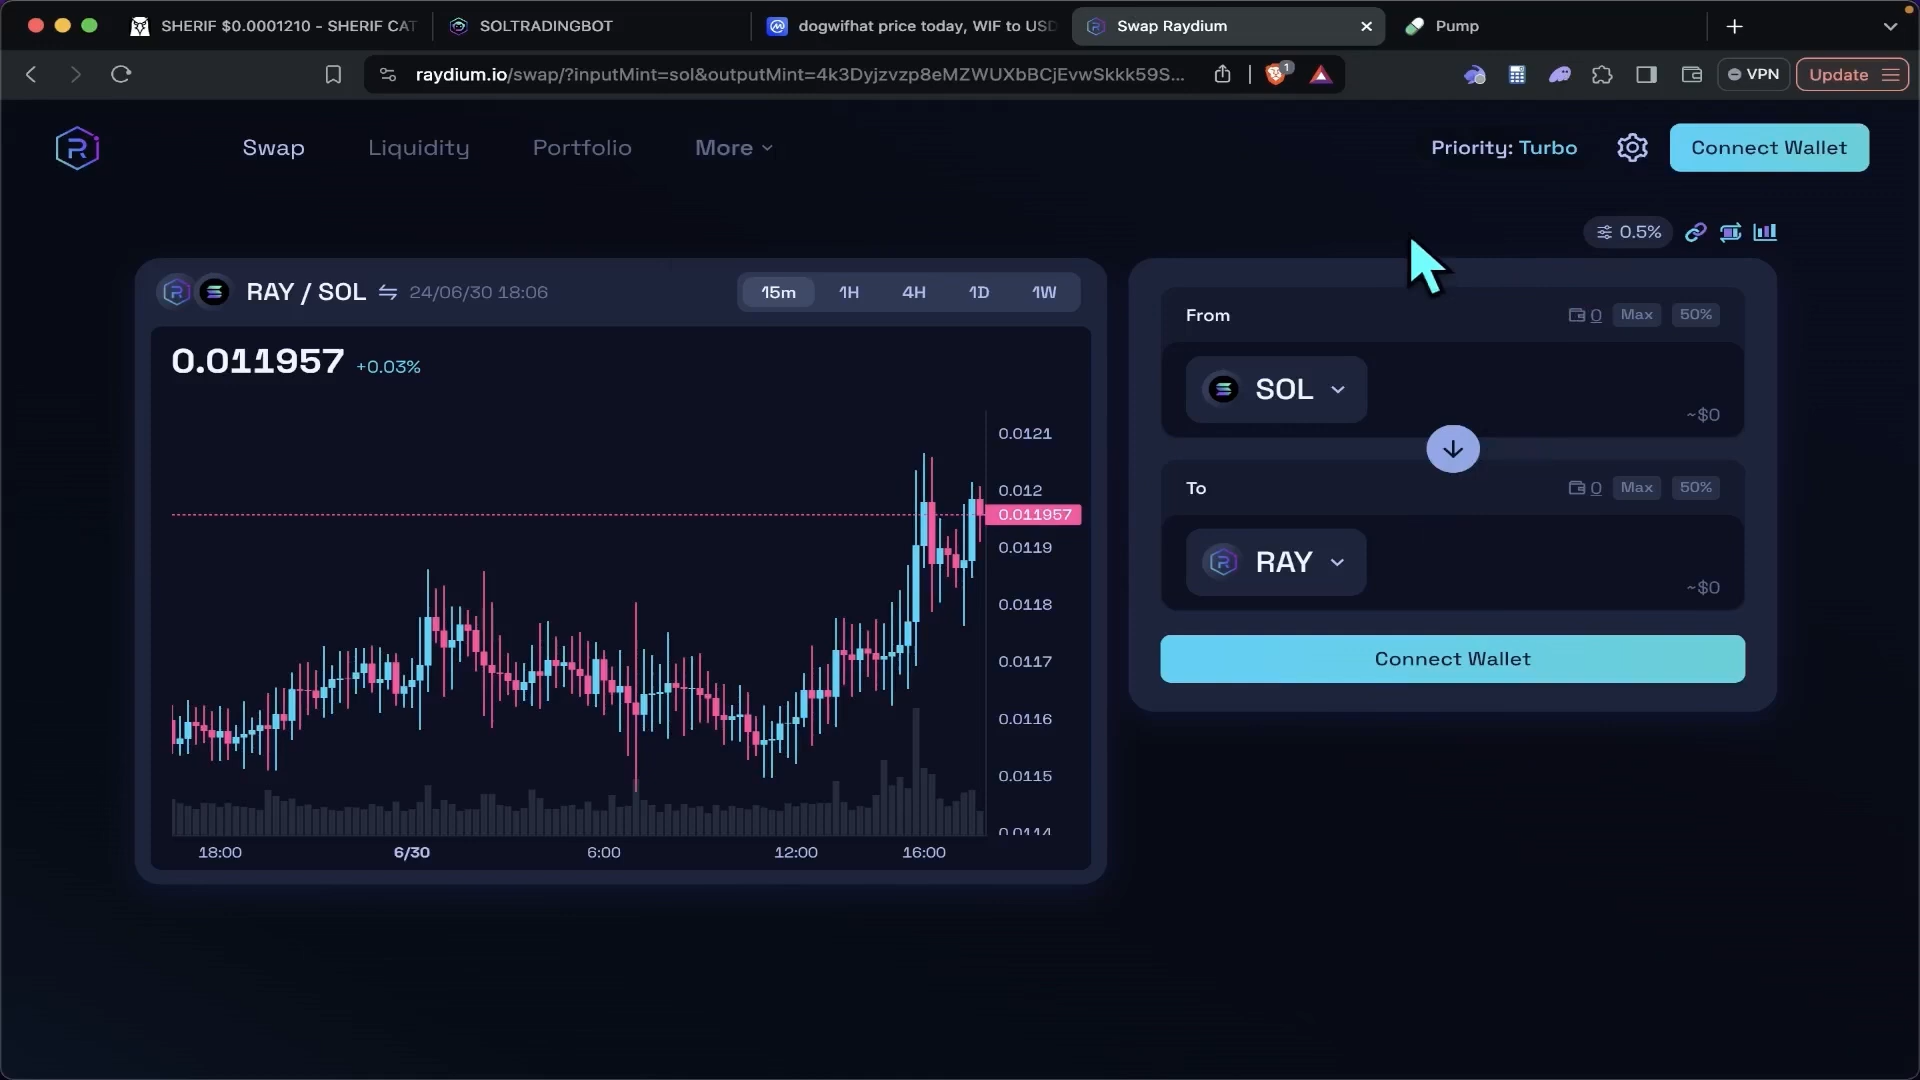 SHERIF $0.0001210 - SHERIF CAT
SOLTRADINGBOT
dogwifhat price today, WIF to USD
Swap Raydium
Pump
raydium.io/swap/?inputMint=sol&outputMint=4k3Dyjzvzp8eMZWUXbBCjEvwSkkk59S...
1
VPN
Update
Swap
Liquidity
Portfolio
More
Priority: Turbo
Connect Wallet
0.5%
RAY / SOL
24/06/30 18:06
15m
1H
4H
1D
1W
0.011957 +0.03%
0.0121
0.012
0.011957
0.0119
0.0118
0.0117
0.0116
0.0115
0.0114
18:00
6/30
6:00
12:00
16:00
From
0
Max
50%
SOL
~$0
To
0
Max
50%
RAY
~$0
Connect Wallet